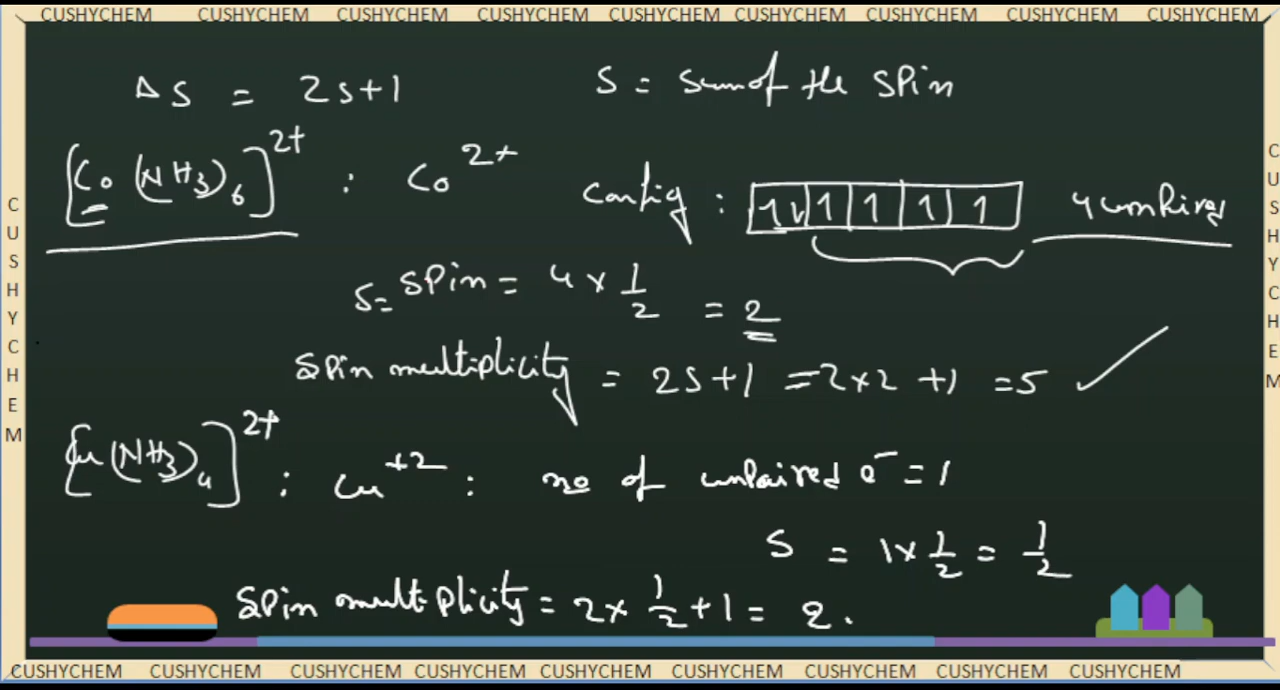 CUSHYCHEM CUSHYCHEM CUSHYCHEM CUSHYCHEM CUSHYCHEM CUSHYCHEM CUSHYCHEM CUSHYCHEM CUSHYCHEM
Δs = 2s+1 S = sum of the spin
[Co(NH3)6]2+ : Co2+ Config : 1↓ 1 1 1 1 4 unpaired
S = spin = 4 × 1/2 = 2
spin multiplicity = 2S+1 = 2×2+1 = 5 ✓
[Cu(NH3)4]2+ : Cu+2 : no of unpaired e- = 1
S = 1 × 1/2 = 1/2
spin multiplicity = 2 × 1/2 + 1 = 2.
CUSHYCHEM
CUSHYCHEM
CUSHYCHEM CUSHYCHEM CUSHYCHEM CUSHYCHEM CUSHYCHEM CUSHYCHEM CUSHYCHEM CUSHYCHEM CUSHYCHEM